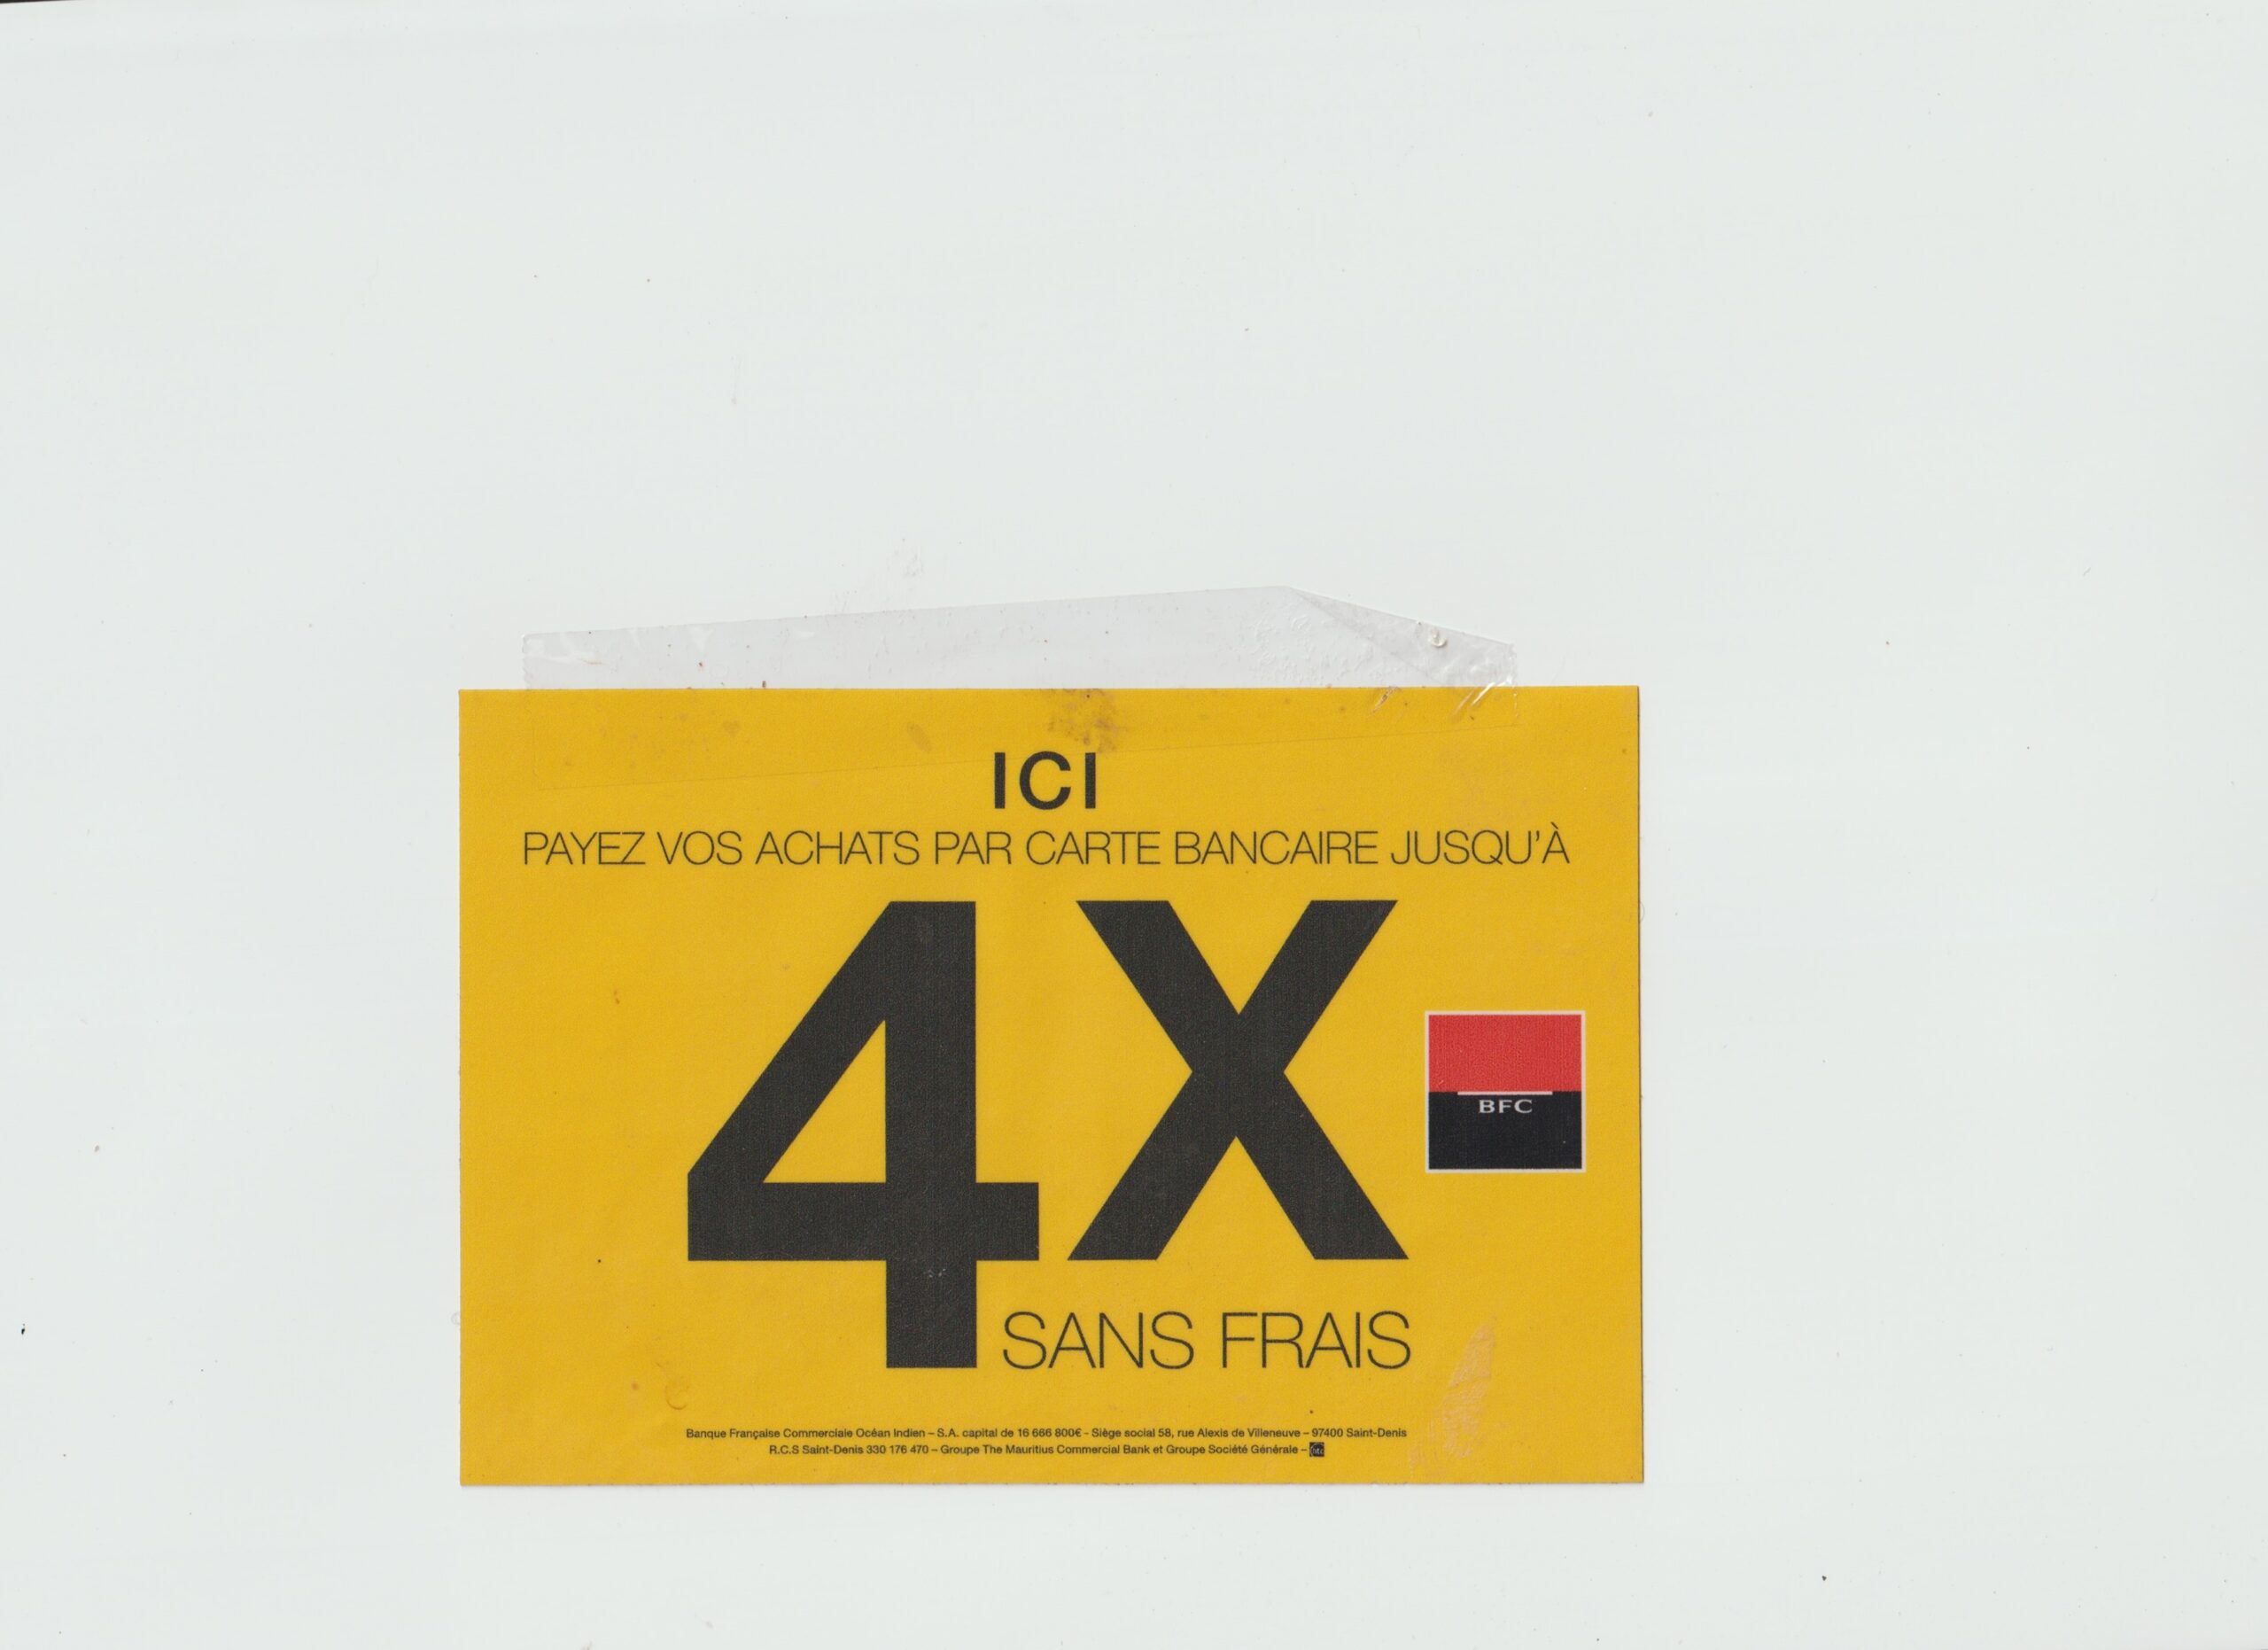 ICI
PAYEZ VOS ACHATS PAR CARTE BANCAIRE JUSQU'À
4X
BFC
SANS FRAIS
Banque Française Commerciale Océan Indien – S.A. capital de 16 666 800€ - Siège social 58, rue Alexis de Villeneuve – 97400 Saint-Denis
R.C.S Saint-Denis 330 176 470 – Groupe The Mauritius Commercial Bank et Groupe Société Générale –